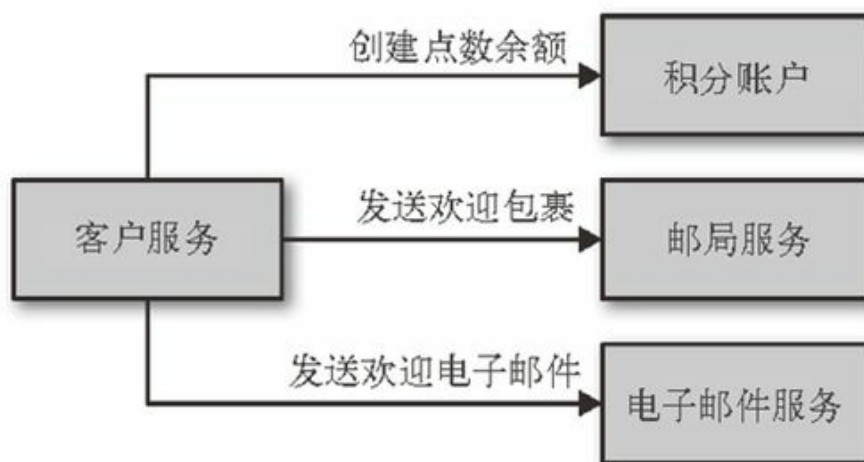 创建点数余额
积分账户
客户服务
发送欢迎包裹
邮局服务
发送欢迎电子邮件
电子邮件服务